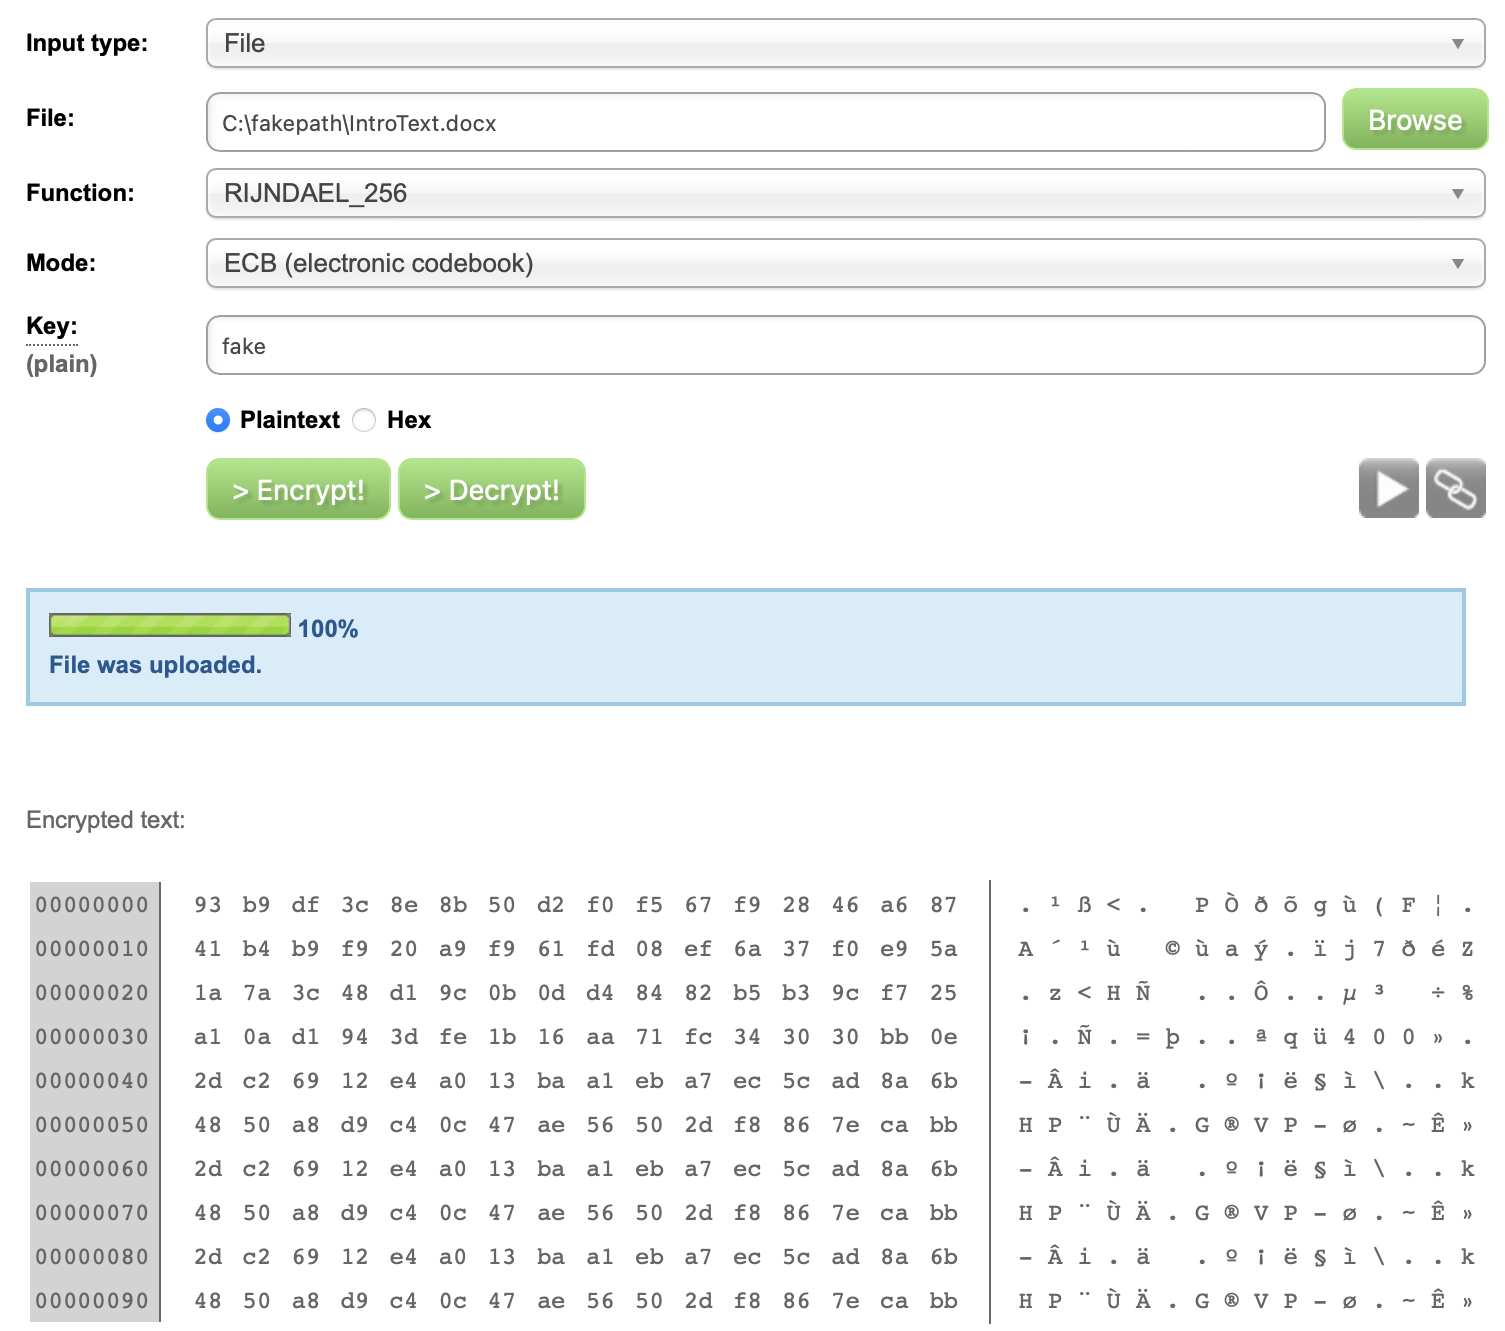 Input type:
File
File:
C:\fakepath\IntroText.docx
Browse
Function:
RIJNDAEL_256
Mode:
ECB (electronic codebook)
Key:
(plain)
fake
Plaintext Hex
> Encrypt! > Decrypt!
100%
File was uploaded.
Encrypted text:
00000000 93 b9 df 3c 8e 8b 50 d2 f0 f5 67 f9 28 46 a6 87 . ¹ ß < . P Ò ð õ g ù ( F ¦ .
00000010 41 b4 b9 f9 20 a9 f9 61 fd 08 ef 6a 37 f0 e9 5a A ´ ¹ ù © ù a ý . ï j 7 ð é Z
00000020 1a 7a 3c 48 d1 9c 0b 0d d4 84 82 b5 b3 9c f7 25 . z < H Ñ . . Ô . . µ ³ ÷ %
00000030 a1 0a d1 94 3d fe 1b 16 aa 71 fc 34 30 30 bb 0e ¡ . Ñ . = þ . . ª q ü 4 0 0 » .
00000040 2d c2 69 12 e4 a0 13 ba a1 eb a7 ec 5c ad 8a 6b - Â i . ä . º ¡ ë § ì \ . . k
00000050 48 50 a8 d9 c4 0c 47 ae 56 50 2d f8 86 7e ca bb H P ¨ Ù Ä . G ® V P - ø . ~ Ê »
00000060 2d c2 69 12 e4 a0 13 ba a1 eb a7 ec 5c ad 8a 6b - Â i . ä . º ¡ ë § ì \ . . k
00000070 48 50 a8 d9 c4 0c 47 ae 56 50 2d f8 86 7e ca bb H P ¨ Ù Ä . G ® V P - ø . ~ Ê »
00000080 2d c2 69 12 e4 a0 13 ba a1 eb a7 ec 5c ad 8a 6b - Â i . ä . º ¡ ë § ì \ . . k
00000090 48 50 a8 d9 c4 0c 47 ae 56 50 2d f8 86 7e ca bb H P ¨ Ù Ä . G ® V P - ø . ~ Ê »